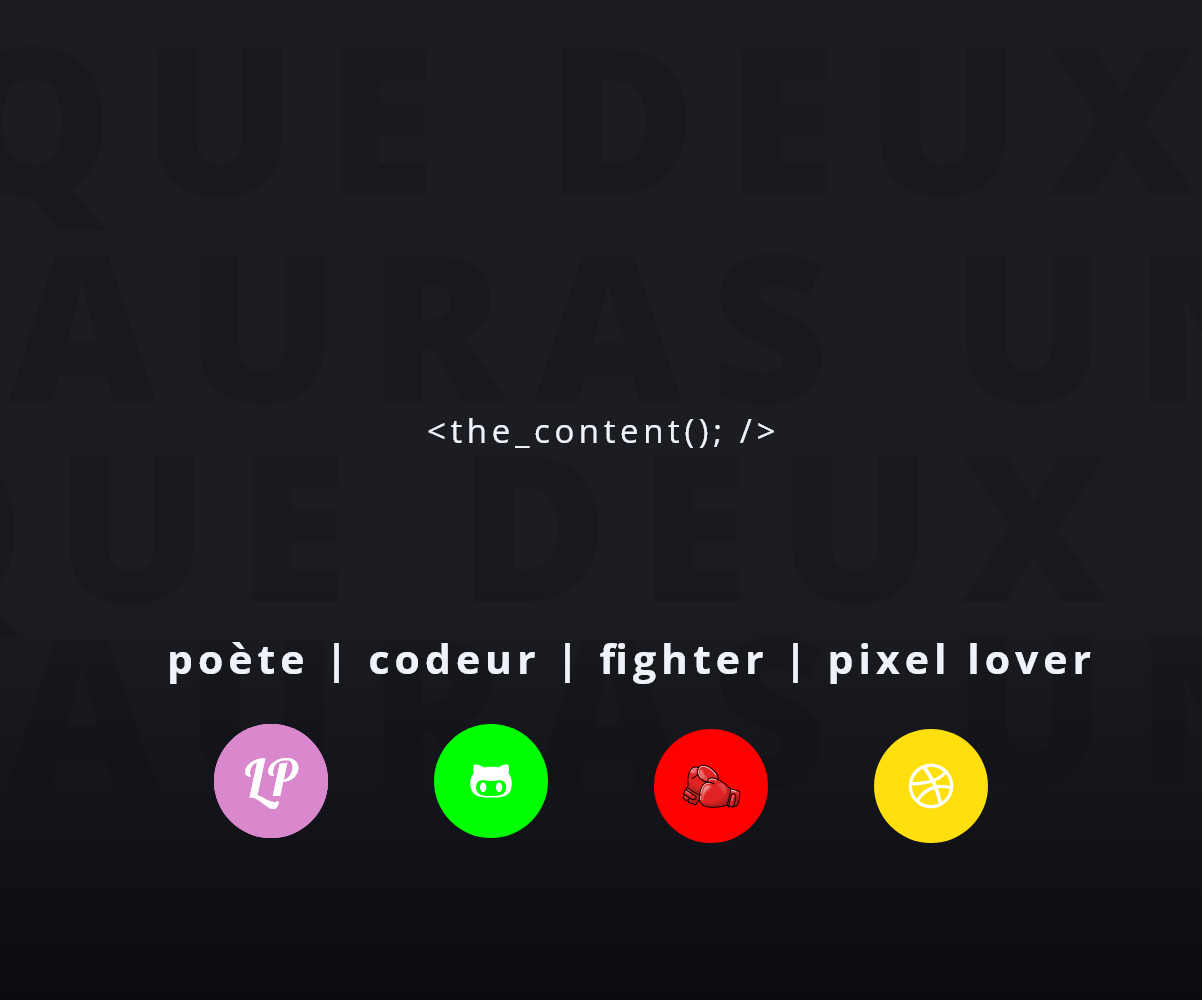 QUE DEUX
AURAS UN
<the_content(); />
QUE DEUX
poète | codeur | fighter | pixel lover
AURAS UN
LP